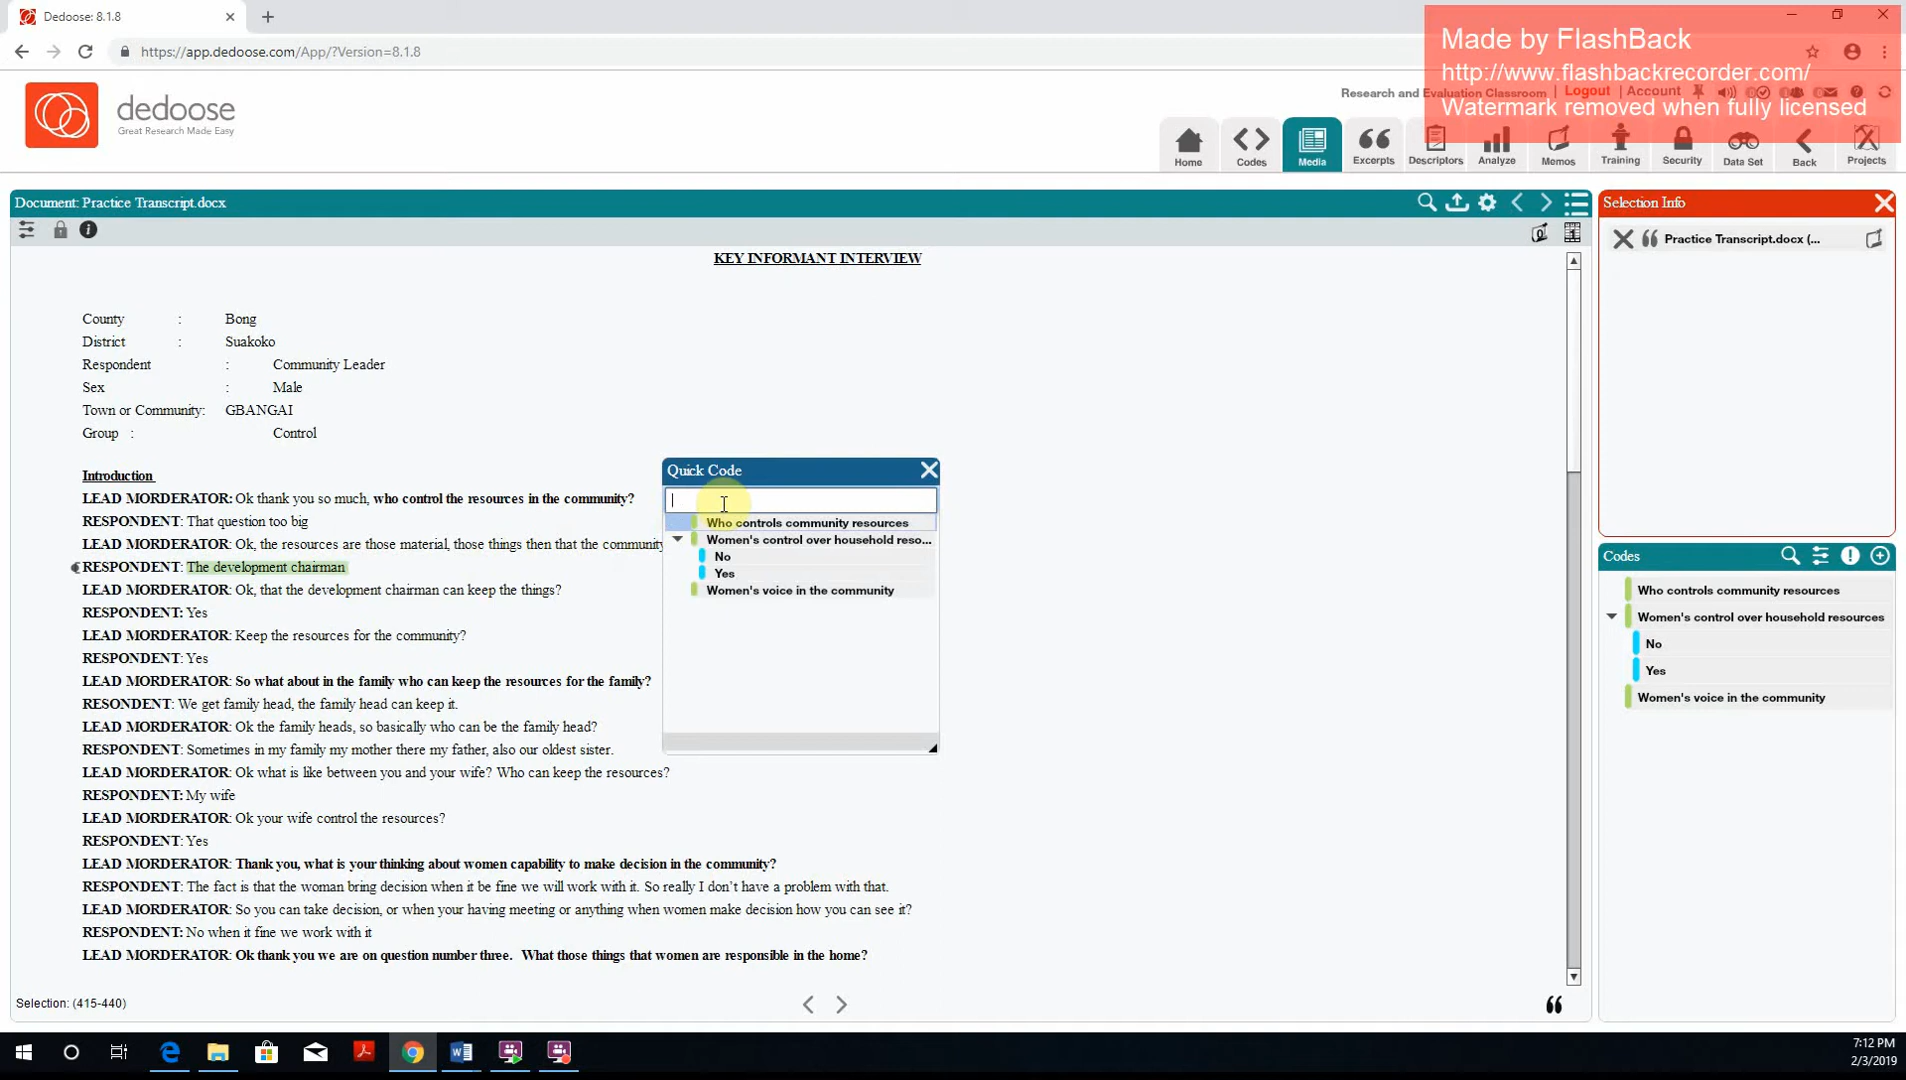 Dedoose: 8.1.8
https://app.dedoose.com/App/?Version=8.1.8
Made by FlashBack
http://www.flashbackrecorder.com/
Watermark removed when fully licensed
dedoose
Great Research Made Easy
Research and Evaluation Classroom | Logout | Account
Home Codes Media Excerpts Descriptors Analyze Memos Training Security Data Set Back Projects
Document: Practice Transcript.docx
KEY INFORMANT INTERVIEW
County : Bong
District : Suakoko
Respondent : Community Leader
Sex : Male
Town or Community: GBANGAI
Group : Control
Introduction
LEAD MORDERATOR: Ok thank you so much, who control the resources in the community?
RESPONDENT: That question too big
LEAD MORDERATOR: Ok, the resources are those material, those things then that the community
RESPONDENT: The development chairman
LEAD MORDERATOR: Ok, that the development chairman can keep the things?
RESPONDENT: Yes
LEAD MORDERATOR: Keep the resources for the community?
RESPONDENT: Yes
LEAD MORDERATOR: So what about in the family who can keep the resources for the family?
RESONDENT: We get family head, the family head can keep it.
LEAD MORDERATOR: Ok the family heads, so basically who can be the family head?
RESPONDENT: Sometimes in my family my mother there my father, also our oldest sister.
LEAD MORDERATOR: Ok what is like between you and your wife? Who can keep the resources?
RESPONDENT: My wife
LEAD MORDERATOR: Ok your wife control the resources?
RESPONDENT: Yes
LEAD MORDERATOR: Thank you, what is your thinking about women capability to make decision in the community?
RESPONDENT: The fact is that the woman bring decision when it be fine we will work with it. So really I don't have a problem with that.
LEAD MORDERATOR: So you can take decision, or when your having meeting or anything when women make decision how you can see it?
RESPONDENT: No when it fine we work with it
LEAD MORDERATOR: Ok thank you we are on question number three. What those things that women are responsible in the home?
Selection: (415-440)
Quick Code
Who controls community resources
Women's control over household reso...
No
Yes
Women's voice in the community
Selection Info
Practice Transcript.docx (...
Codes
Who controls community resources
Women's control over household resources
No
Yes
Women's voice in the community
7:12 PM
2/3/2019